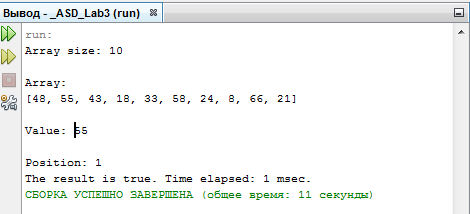 Вывод - _ASD_Lab3 (run)
run:
Array size: 10
Array:
[48, 55, 43, 18, 33, 58, 24, 8, 66, 21]
Value: 55
Position: 1
The result is true. Time elapsed: 1 msec.
СБОРКА УСПЕШНО ЗАВЕРШЕНА (общее время: 11 секунды)